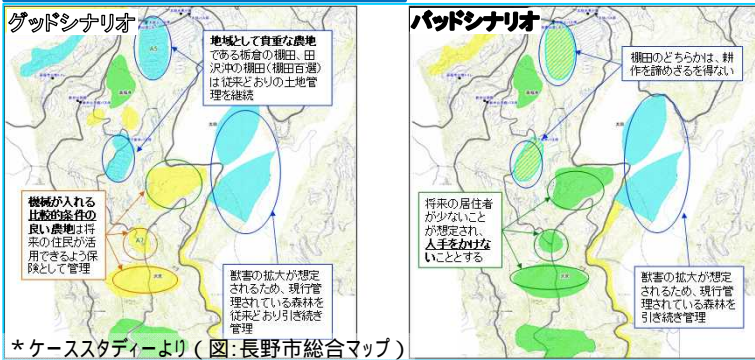 グッドシナリオ
地域として貴重な農地
である栃倉の棚田、田
沢沖の棚田(棚田百選)
は従来どおりの土地管
理を継続
機械が入れる
比較的条件の
良い農地は将
来の住民が活
用できるよう保
険として管理
獣害の拡大が想定
されるため、現行管
理されている森林を
従来どおり引き続き
管理
バッドシナリオ
棚田のどちらかは、耕
作を諦めざるを得ない
将来の居住者
が少ないこと
が想定され、
人手をかけな
いこととする
獣害の拡大が想定さ
れるため、現行管理
されている森林を
引き続き管理
*ケーススタディーより(図:長野市総合マップ)